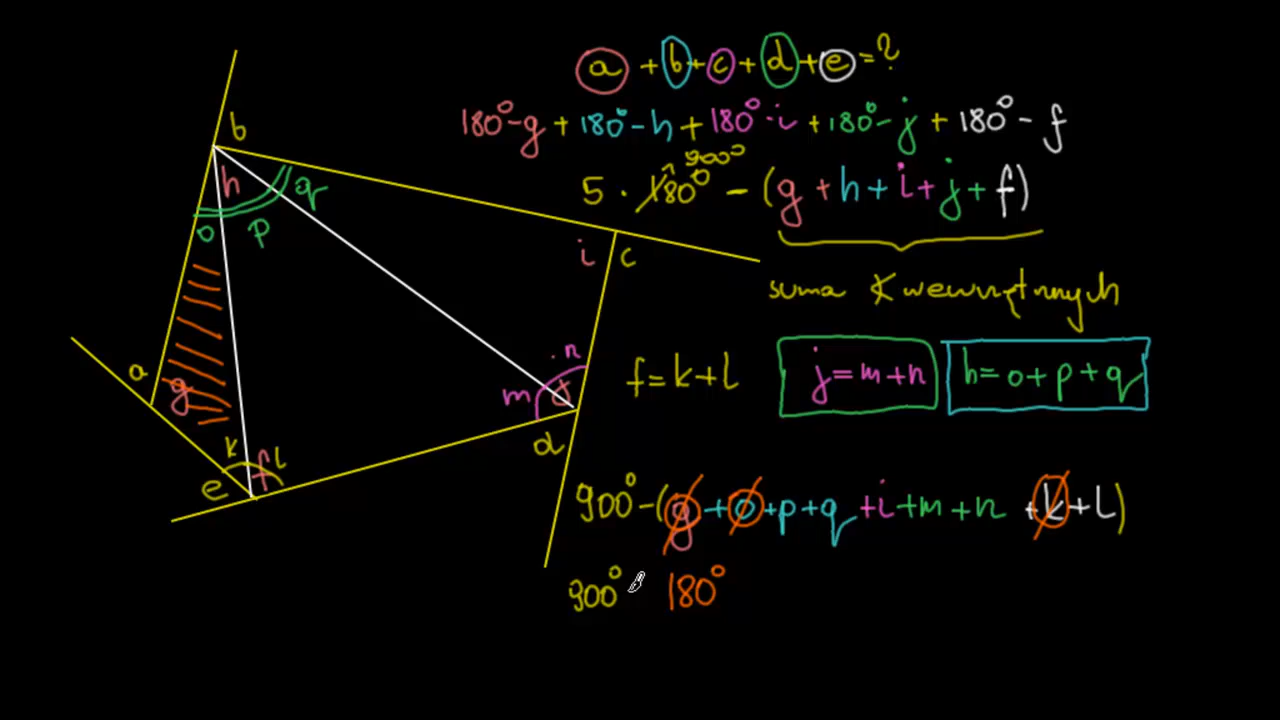 a + b + c + d + e = ?
180° - g + 180° - h + 180° - i + 180° - j + 180° - f
900°
5 · 180° - (g + h + i + j + f)
suma K wewnętrznych
f = k + l
j = m + n
h = o + p + q
900° - (g + o + p + q + i + m + n + k + l)
900° 180°
b
h
q
o
p
i
c
n
a
g
m
j
d
k
f
l
e